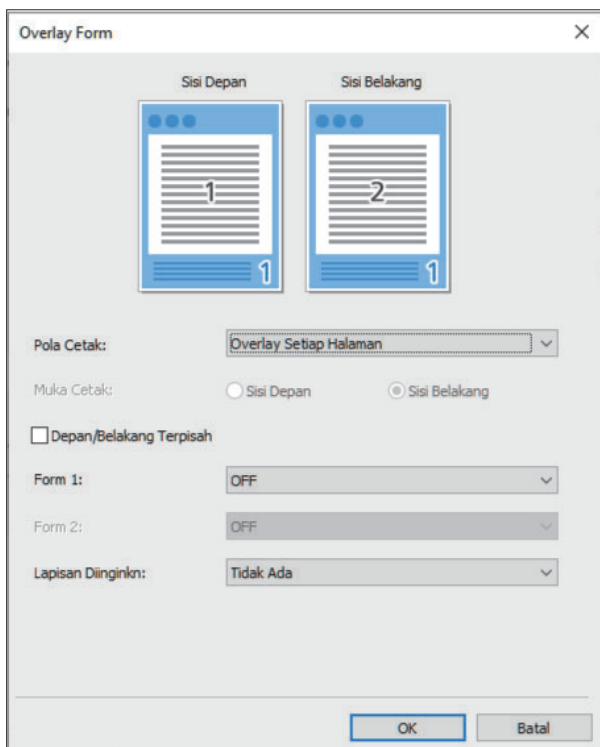 Overlay Form
Sisi Depan Sisi Belakang
1 2
1 1
Pola Cetak: Overlay Setiap Halaman
Muka Cetak: Sisi Depan Sisi Belakang
Depan/Belakang Terpisah
Form 1: OFF
Form 2: OFF
Lapisan Diinginkn: Tidak Ada
OK Batal